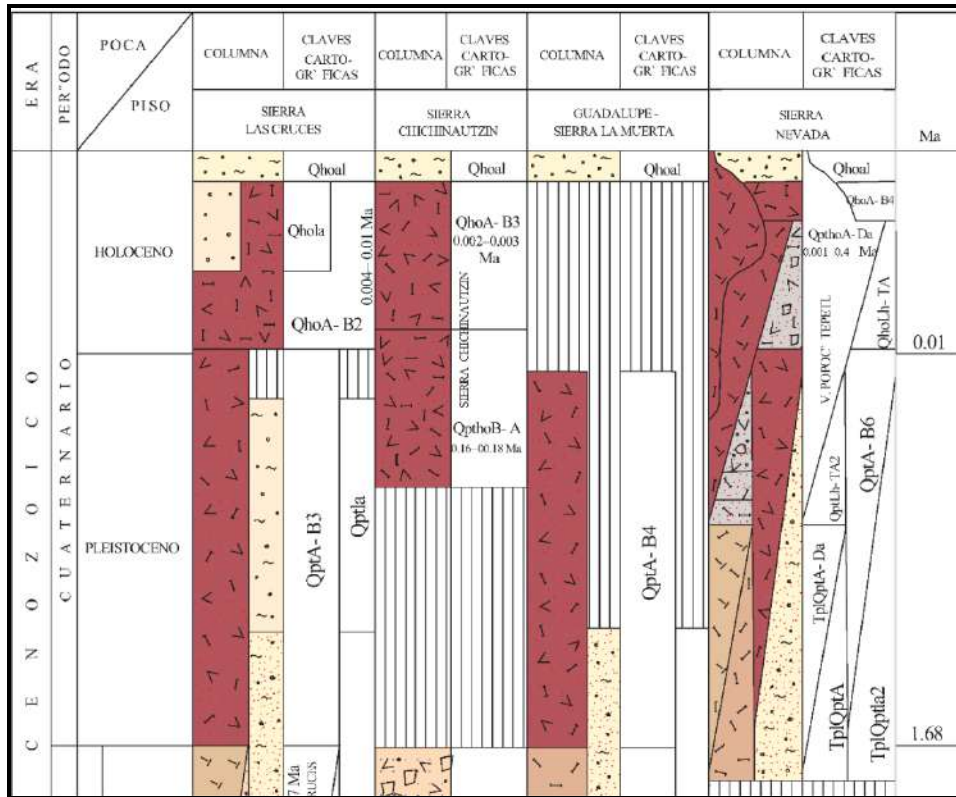 ERA
PER"ODO
POCA
PISO
COLUMNA
CLAVES
CARTO-
GR` FICAS
COLUMNA
CLAVES
CARTO-
GR` FICAS
COLUMNA
CLAVES
CARTO-
GR` FICAS
COLUMNA
CLAVES
CARTO-
GR` FICAS
SIERRA
LAS CRUCES
SIERRA
CHICHINAUTZIN
GUADALUPE-
SIERRA LA MUERTA
SIERRA
NEVADA
Ma
CENOZOICO
CUATERNARIO
HOLOCENO
PLEISTOCENO
Qhoal
Qhola
0.004–0.01 Ma
QhoA- B2
QptA- B3
Qptla
7 Ma
RUCES
Qhoal
QhoA- B3
0.002–0.003
Ma
SIERRA CHICHINAUTZIN
QpthoB- A
0.16–00.18 Ma
Qhoal
QptA- B4
Qhoal
QhoA- B4
QpthoA- Da
0.001 0.4 Ma
V. POPOC` TEPETL
QhoLh- TA
QptLh- TA2
QptA- B6
TplQptA- Da
TplQptA
TplQptla2
0.01
1.68